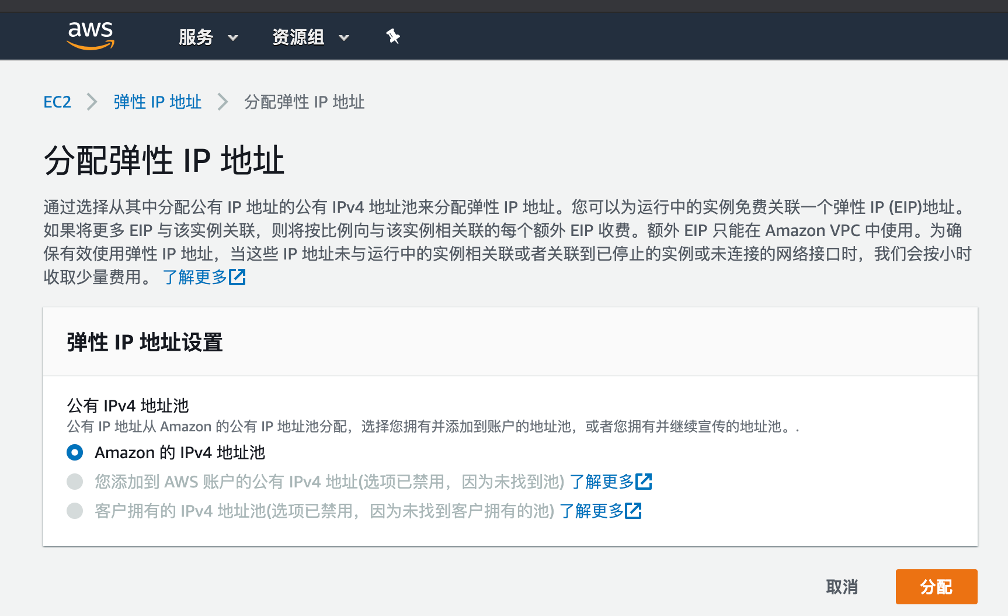 aws 服务 资源组
EC2 弹性 IP 地址 分配弹性 IP 地址
分配弹性 IP 地址
通过选择从其中分配公有 IP 地址的公有 IPv4 地址池来分配弹性 IP 地址。您可以为运行中的实例免费关联一个弹性 IP (EIP)地址。
如果将更多 EIP 与该实例关联，则将按比例向与该实例相关联的每个额外 EIP 收费。额外 EIP 只能在 Amazon VPC 中使用。为确
保有效使用弹性 IP 地址，当这些 IP 地址未与运行中的实例相关联或者关联到已停止的实例或未连接的网络接口时，我们会按小时
收取少量费用。 了解更多
弹性 IP 地址设置
公有 IPv4 地址池
公有 IP 地址从 Amazon 的公有 IP 地址池分配，选择您拥有并添加到账户的地址池，或者您拥有并继续宣传的地址池。.
Amazon 的 IPv4 地址池
您添加到 AWS 账户的公有 IPv4 地址(选项已禁用，因为未找到池) 了解更多
客户拥有的 IPv4 地址池(选项已禁用，因为未找到客户拥有的池) 了解更多
取消 分配